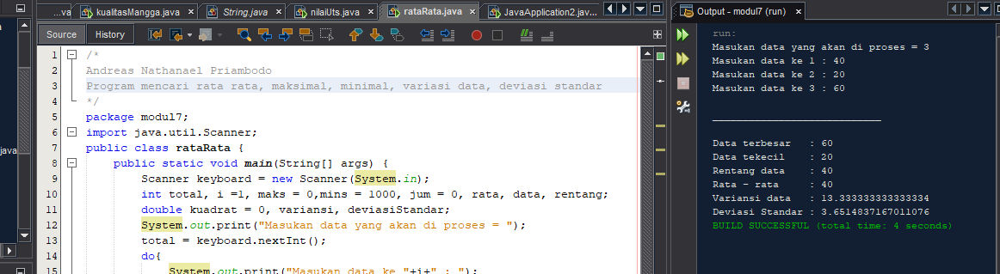 ...va kualitasMangga.java String.java nilaiUts.java rataRata.java JavaApplication2.jav...
Source History
1 /*
2 Andreas Nathanael Priambodo
3 Program mencari rata rata, maksimal, minimal, variasi data, deviasi standar
4 */
5 package modul7;
6 import java.util.Scanner;
7 public class rataRata {
8 public static void main(String[] args) {
9 Scanner keyboard = new Scanner(System.in);
10 int total, i =1, maks = 0,mins = 1000, jum = 0, rata, data, rentang;
11 double kuadrat = 0, variansi, deviasiStandar;
12 System.out.print("Masukan data yang akan di proses = ");
13 total = keyboard.nextInt();
14 do{
15 System.out.print("Masukan data ke "+i+" : ");
java
Output - modul7 (run)
run:
Masukan data yang akan di proses = 3
Masukan data ke 1 : 40
Masukan data ke 2 : 20
Masukan data ke 3 : 60
____________________________
Data terbesar : 60
Data tekecil : 20
Rentang data : 40
Rata - rata : 40
Variansi data : 13.333333333333334
Deviasi Standar : 3.6514837167011076
BUILD SUCCESSFUL (total time: 4 seconds)